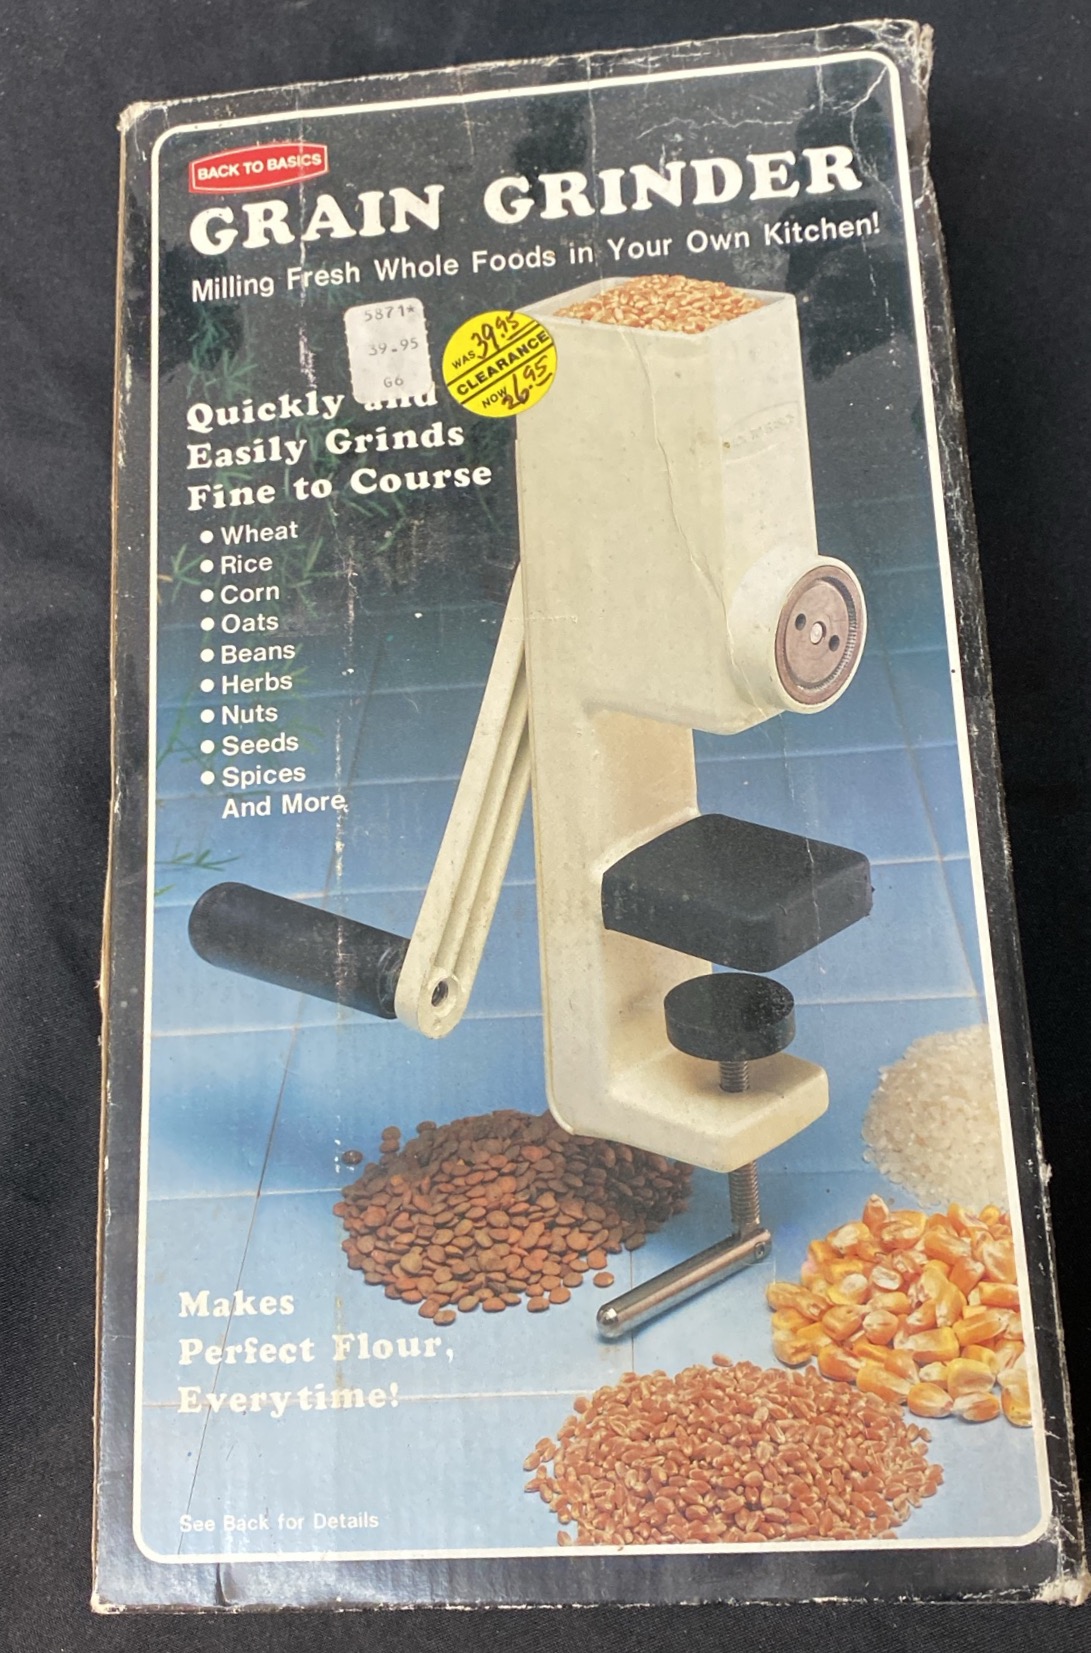 BACK TO BASICS
GRAIN GRINDER
Milling Fresh Whole Foods in Your Own Kitchen!
5871*
39.95
G6
WAS 39.95
CLEARANCE
NOW 26.95
Quickly and
Easily Grinds
Fine to Course
• Wheat
• Rice
• Corn
• Oats
• Beans
• Herbs
• Nuts
• Seeds
• Spices
And More
Makes
Perfect Flour,
Everytime!
See Back for Details